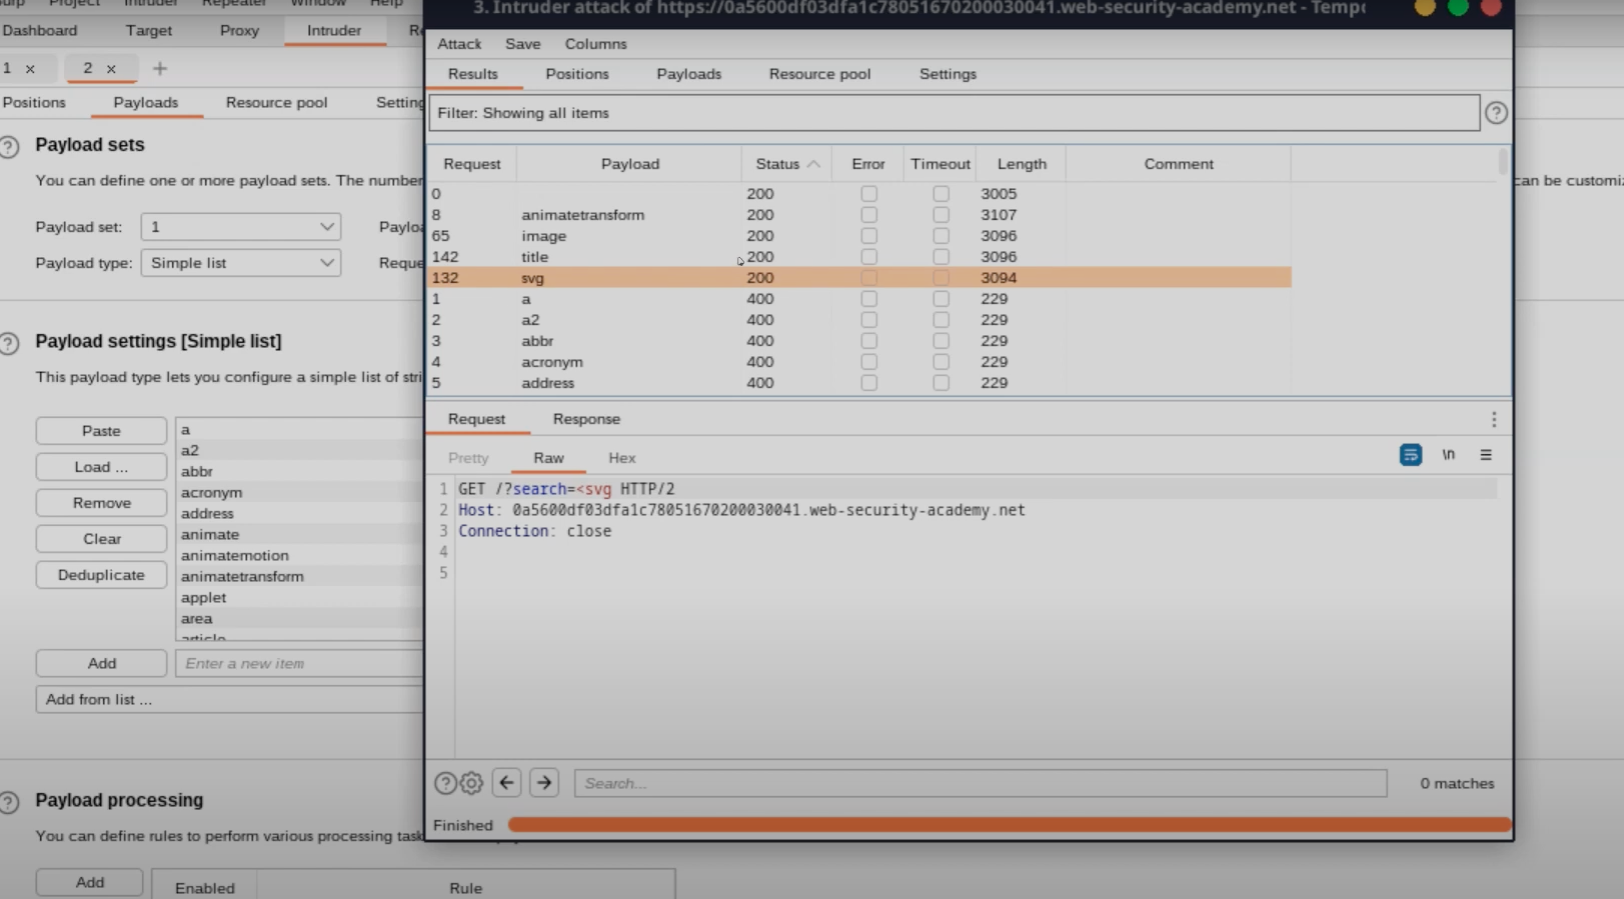 urp Project Intruder Repeater Window Help
Dashboard Target Proxy Intruder Re
1 × 2 × +
Positions Payloads Resource pool Setting
Payload sets
You can define one or more payload sets. The number
can be customiz
Payload set: 1 Payloa
Payload type: Simple list Reque
Payload settings [Simple list]
This payload type lets you configure a simple list of stri
Paste
Load ...
Remove
Clear
Deduplicate
a
a2
abbr
acronym
address
animate
animatemotion
animatetransform
applet
area
article
Add Enter a new item
Add from list ...
Payload processing
You can define rules to perform various processing task
Add Enabled Rule
3. Intruder attack of https://0a5600df03dfa1c78051670200030041.web-security-academy.net - Tempo
Attack Save Columns
Results Positions Payloads Resource pool Settings
Filter: Showing all items
Request Payload Status Error Timeout Length Comment
0 200 3005
8 animatetransform 200 3107
65 image 200 3096
142 title 200 3096
132 svg 200 3094
1 a 400 229
2 a2 400 229
3 abbr 400 229
4 acronym 400 229
5 address 400 229
Request Response
Pretty Raw Hex
\n
1 GET /?search=<svg HTTP/2
2 Host: 0a5600df03dfa1c78051670200030041.web-security-academy.net
3 Connection: close
4
5
Search... 0 matches
Finished